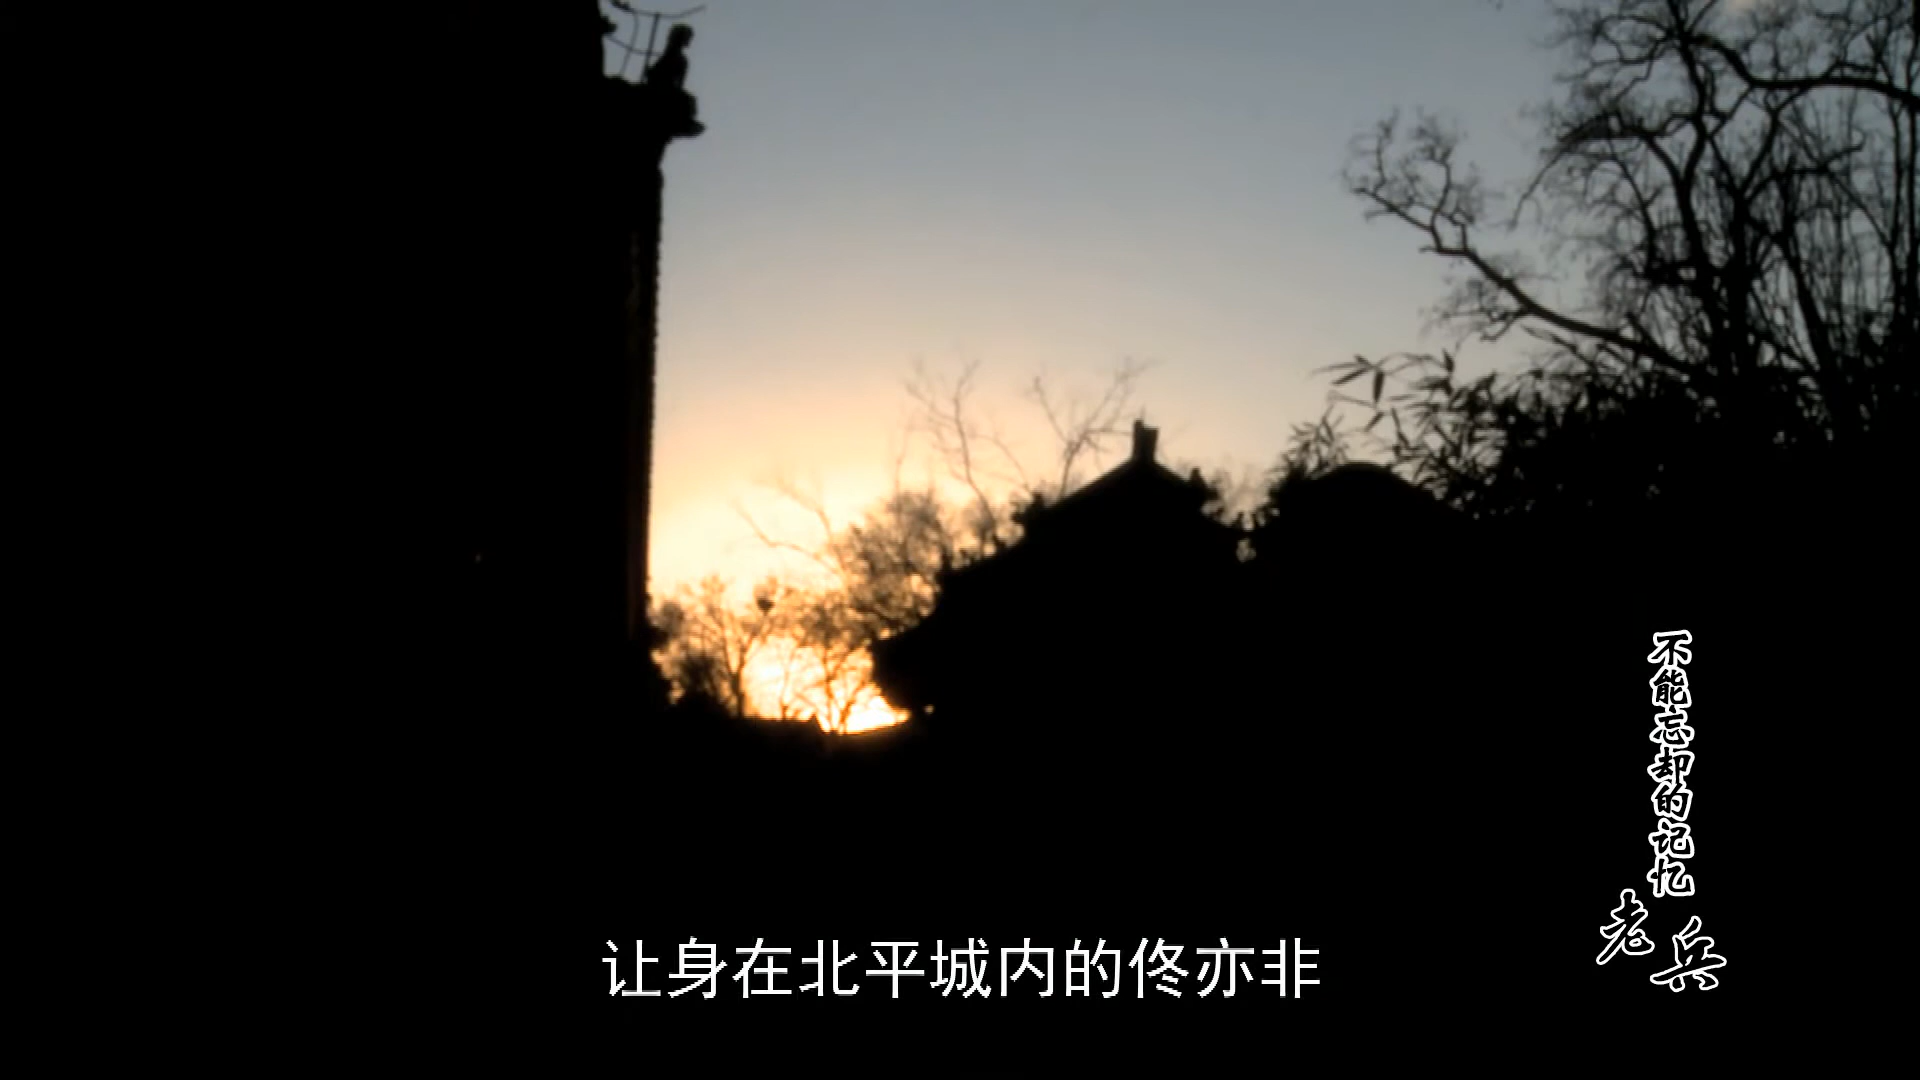 不能忘却的记忆
老兵
让身在北平城内的佟亦非